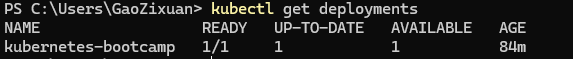 PS C:\Users\GaoZixuan> kubectl get deployments
NAME READY UP-TO-DATE AVAILABLE AGE
kubernetes-bootcamp 1/1 1 1 84m